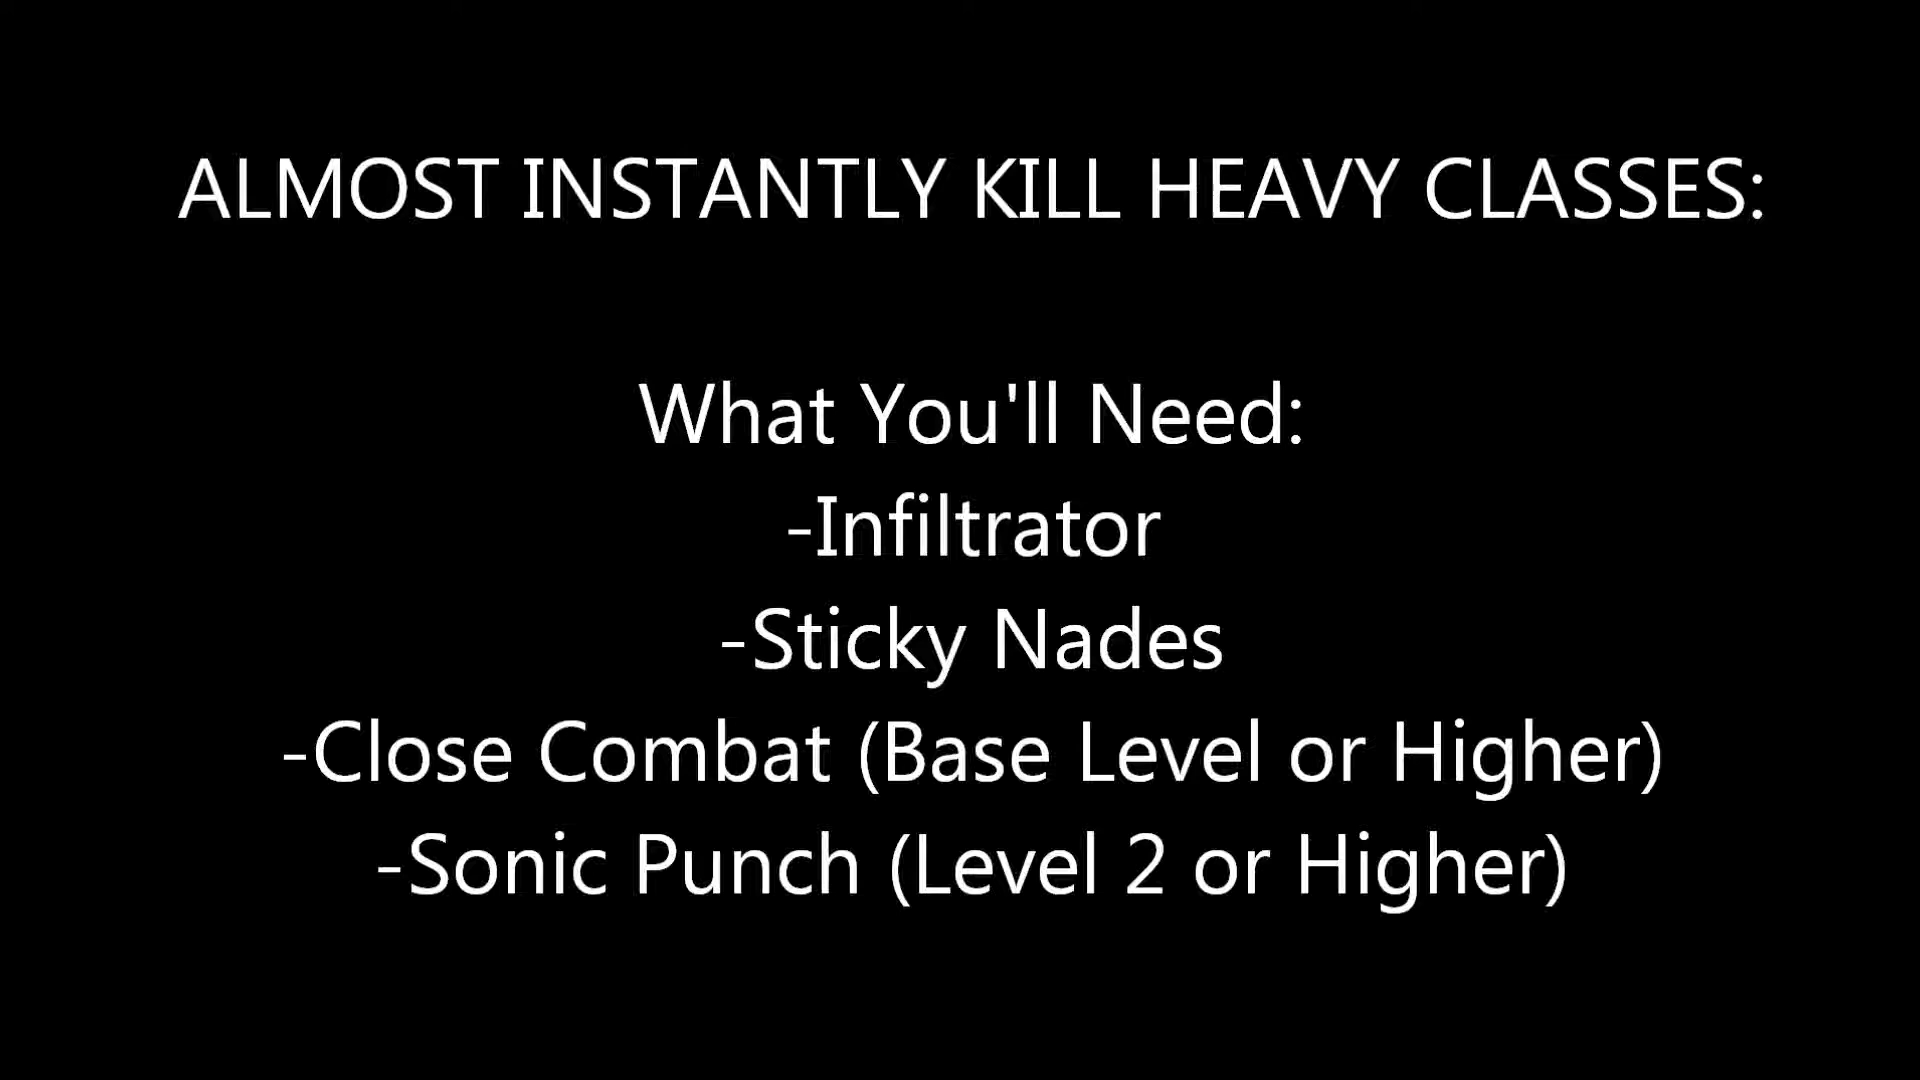 ALMOST INSTANTLY KILL HEAVY CLASSES:
What You'll Need:
-Infiltrator
-Sticky Nades
-Close Combat (Base Level or Higher)
-Sonic Punch (Level 2 or Higher)